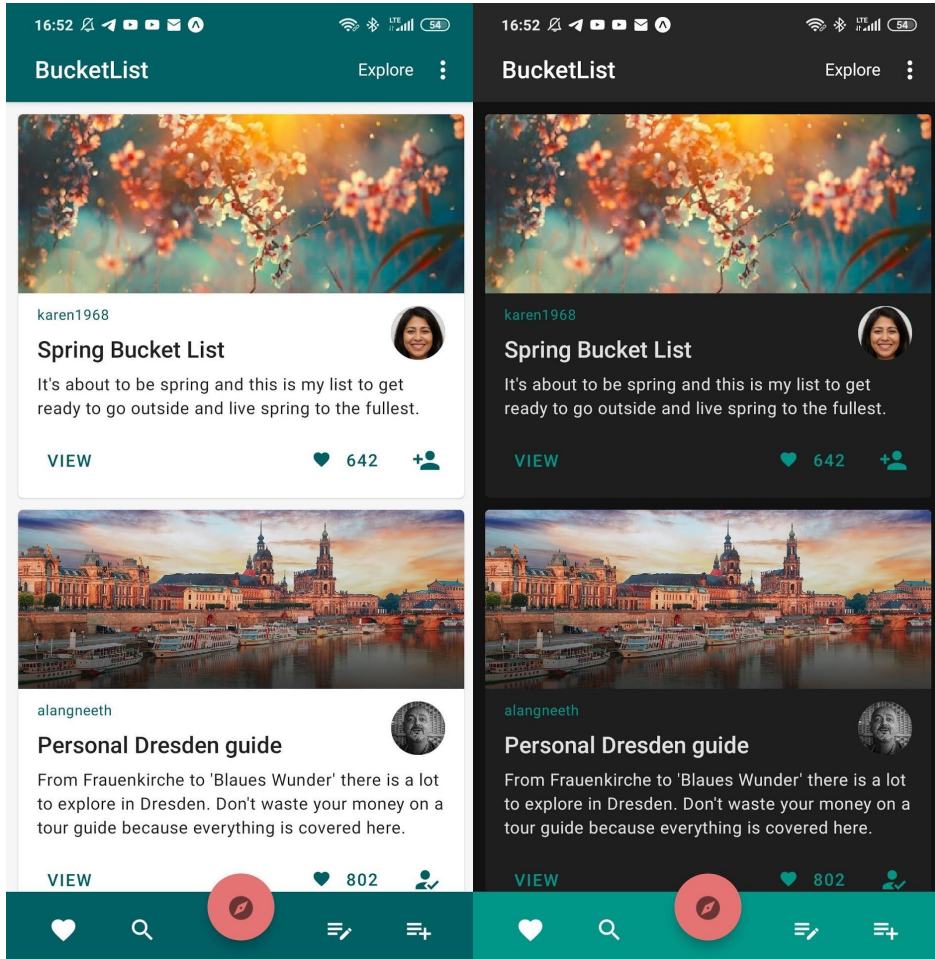 16:52
LTE
54
BucketList
Explore
karen1968
Spring Bucket List
It's about to be spring and this is my list to get
ready to go outside and live spring to the fullest.
VIEW
642
alangneeth
Personal Dresden guide
From Frauenkirche to 'Blaues Wunder' there is a lot
to explore in Dresden. Don't waste your money on a
tour guide because everything is covered here.
VIEW
802
16:52
LTE
54
BucketList
Explore
karen1968
Spring Bucket List
It's about to be spring and this is my list to get
ready to go outside and live spring to the fullest.
VIEW
642
alangneeth
Personal Dresden guide
From Frauenkirche to 'Blaues Wunder' there is a lot
to explore in Dresden. Don't waste your money on a
tour guide because everything is covered here.
VIEW
802